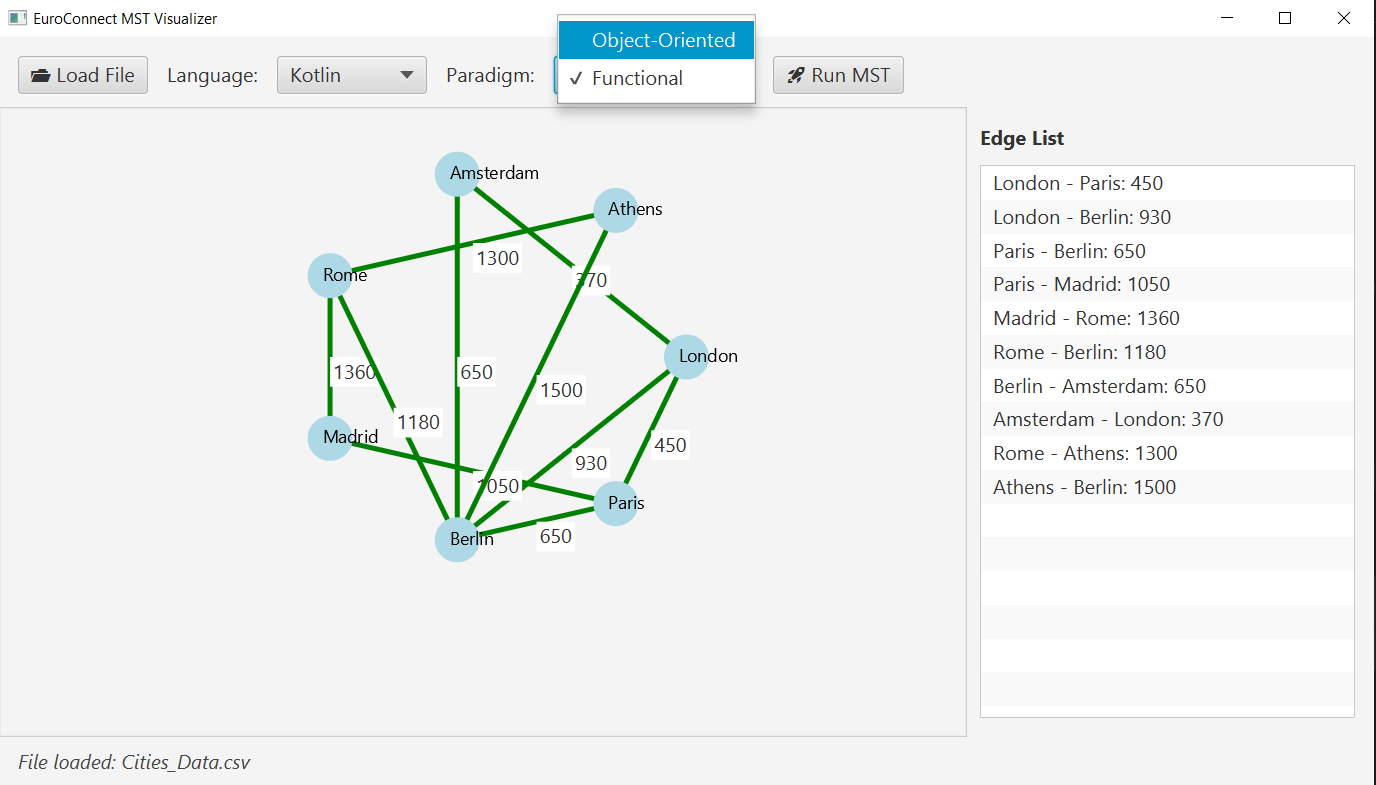 EuroConnect MST Visualizer
Load File
Language:
Kotlin
Paradigm:
Object-Oriented
✓ Functional
Run MST
Amsterdam
Athens
1300
Rome
370
London
1360
650
1500
1180
Madrid
450
930
1050
Paris
Berlin
650
Edge List
London - Paris: 450
London - Berlin: 930
Paris - Berlin: 650
Paris - Madrid: 1050
Madrid - Rome: 1360
Rome - Berlin: 1180
Berlin - Amsterdam: 650
Amsterdam - London: 370
Rome - Athens: 1300
Athens - Berlin: 1500
File loaded: Cities_Data.csv